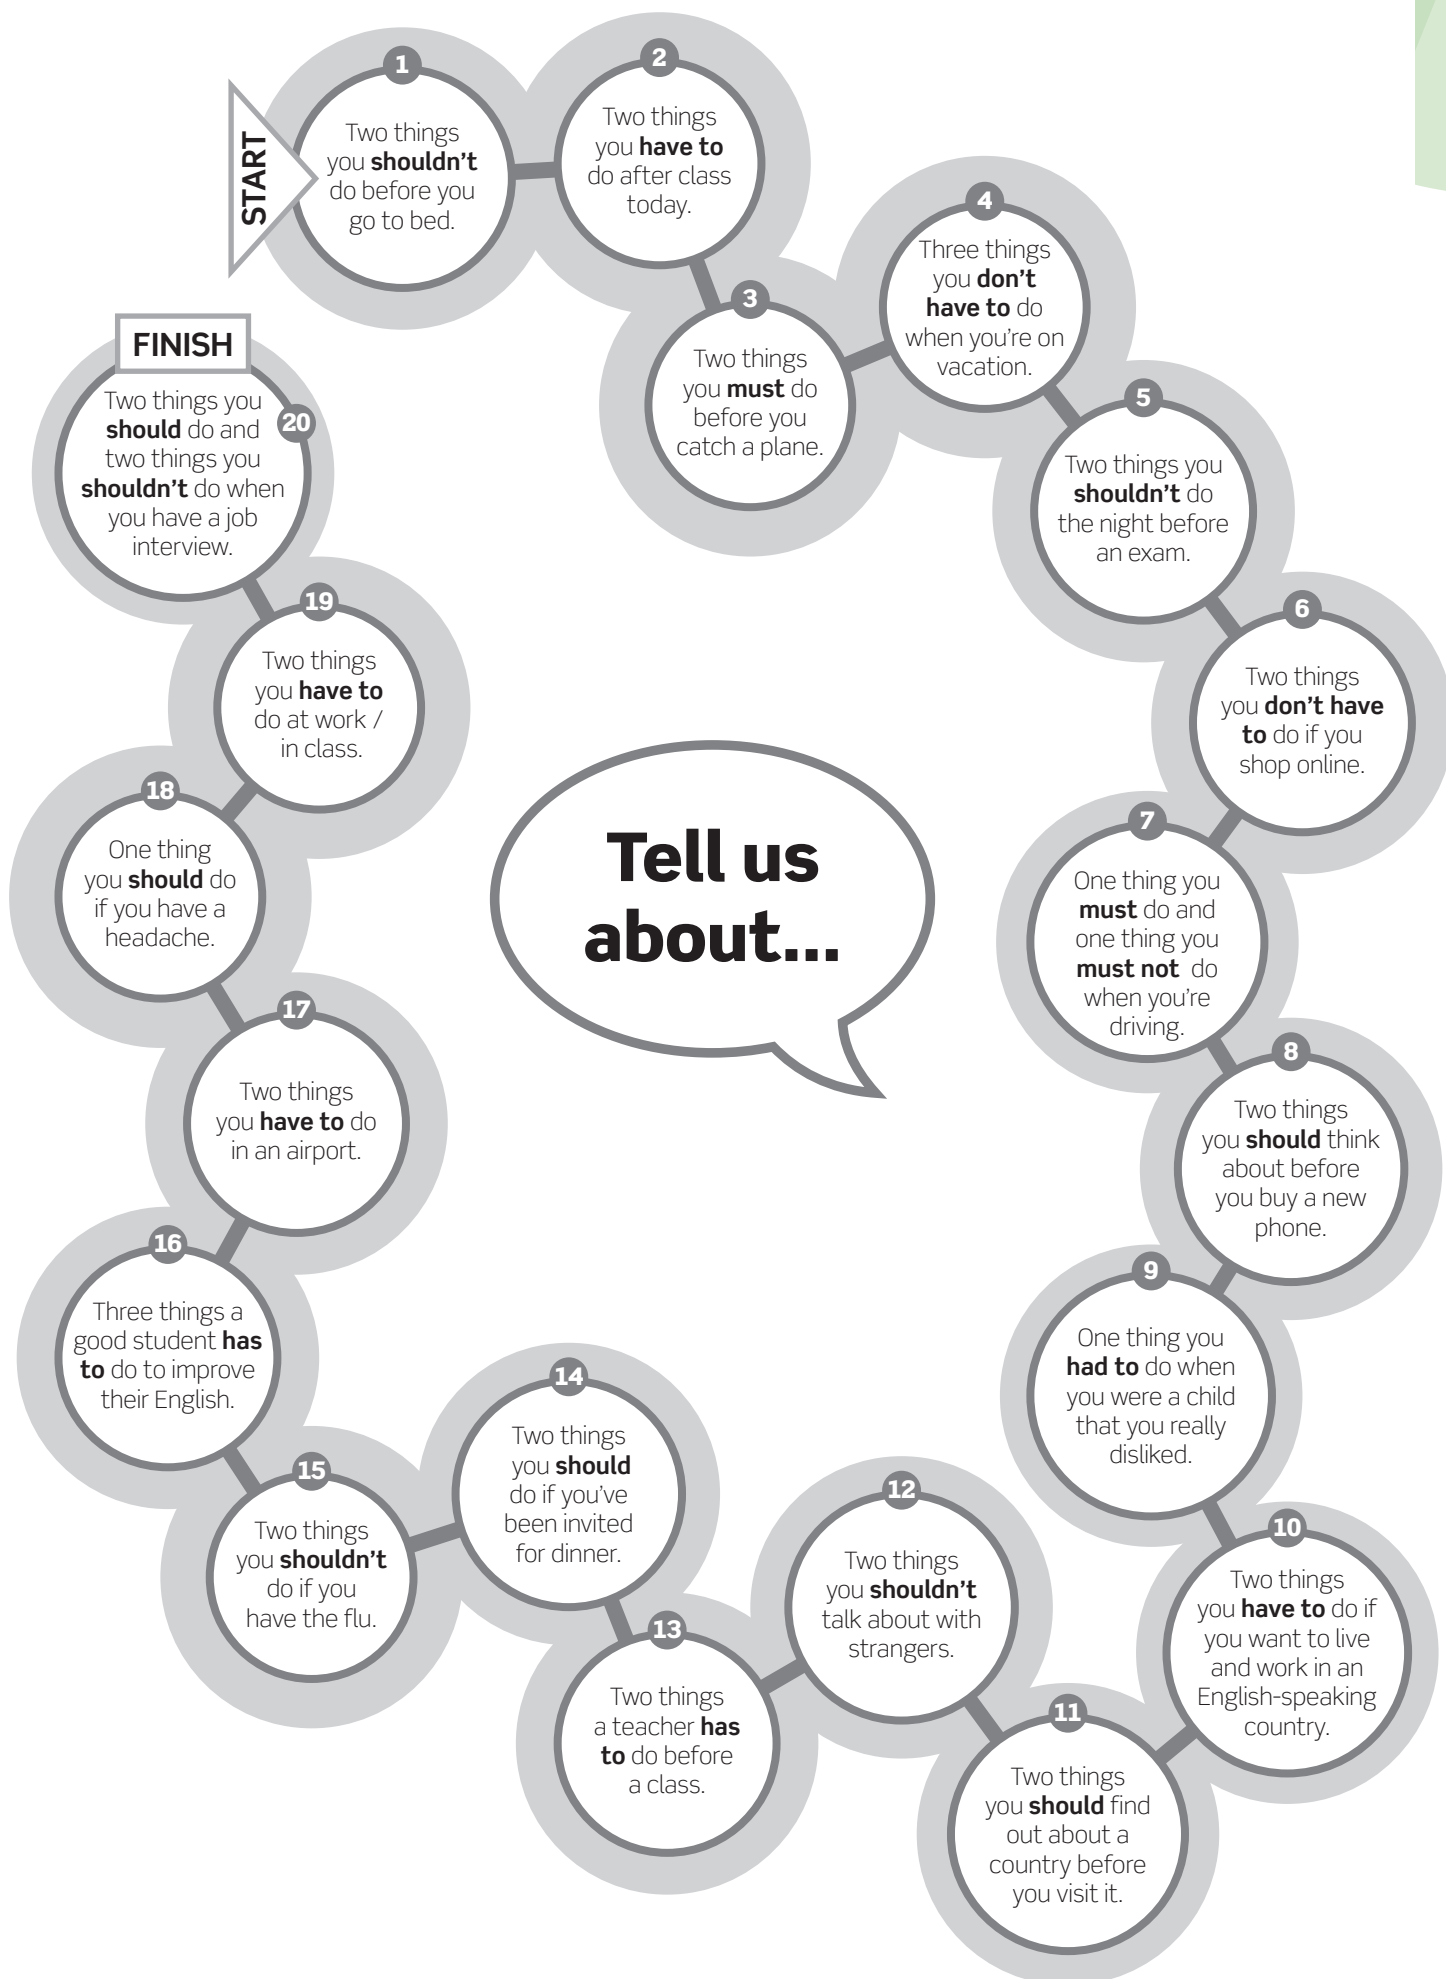 START
1
Two things
you shouldn't
do before you
go to bed.
2
Two things
you have to
do after class
today.
3
Two things
you must do
before you
catch a plane.
4
Three things
you don't
have to do
when you're on
vacation.
5
Two things you
shouldn't do
the night before
an exam.
6
Two things
you don't have
to do if you
shop online.
7
One thing you
must do and
one thing you
must not do
when you're
driving.
8
Two things
you should think
about before
you buy a new
phone.
9
One thing you
had to do when
you were a child
that you really
disliked.
10
Two things
you have to do if
you want to live
and work in an
English-speaking
country.
11
Two things
you should find
out about a
country before
you visit it.
12
Two things
you shouldn't
talk about with
strangers.
13
Two things
a teacher has
to do before
a class.
14
Two things
you should
do if you've
been invited
for dinner.
15
Two things
you shouldn't
do if you
have the flu.
16
Three things a
good student has
to do to improve
their English.
17
Two things
you have to do
in an airport.
18
One thing
you should do
if you have a
headache.
19
Two things
you have to
do at work /
in class.
FINISH
20
Two things you
should do and
two things you
shouldn't do when
you have a job
interview.
Tell us
about...